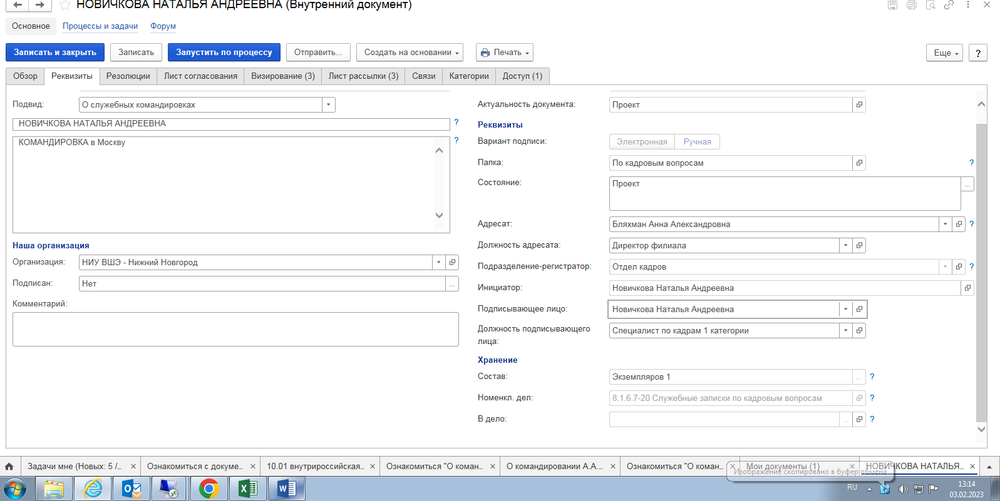 НОВИЧКОВА НАТАЛЬЯ АНДРЕЕВНА (Внутренний документ)
Основное Процессы и задачи Форум
Записать и закрыть Записать Запустить по процессу Отправить... Создать на основании Печать Еще ?
Обзор Реквизиты Резолюции Лист согласования Визирование (3) Лист рассылки (3) Связи Категории Доступ (1)
Подвид: О служебных командировках
НОВИЧКОВА НАТАЛЬЯ АНДРЕЕВНА ?
КОМАНДИРОВКА в Москву ?
Наша организация
Организация: НИУ ВШЭ - Нижний Новгород
Подписан: Нет ...
Комментарий:
Актуальность документа: Проект
Реквизиты
Вариант подписи: Электронная Ручная
Папка: По кадровым вопросам ?
Состояние: Проект ...
Адресат: Бляхман Анна Александровна ?
Должность адресата: Директор филиала
Подразделение-регистратор: Отдел кадров ?
Инициатор: Новичкова Наталья Андреевна
Подписывающее лицо: Новичкова Наталья Андреевна
Должность подписывающего
лица: Специалист по кадрам 1 категории
Хранение
Состав: Экземпляров 1 ... ?
Номенкл. дел: 8.1.6.7-20 Служебные записки по кадровым вопросам ?
В дело: ... ?
Задачи мне (Новых: 5 /... × Ознакомиться с докуме... × 10.01 внутрироссийская... × Ознакомиться "О коман... × О командировании А.А.... × Ознакомиться "О коман... × Мои документы (1) × НОВИЧКОВА НАТАЛЬЯ... ×
Изображение скопировано в буфер обмена
RU 13:14
03.02.2023